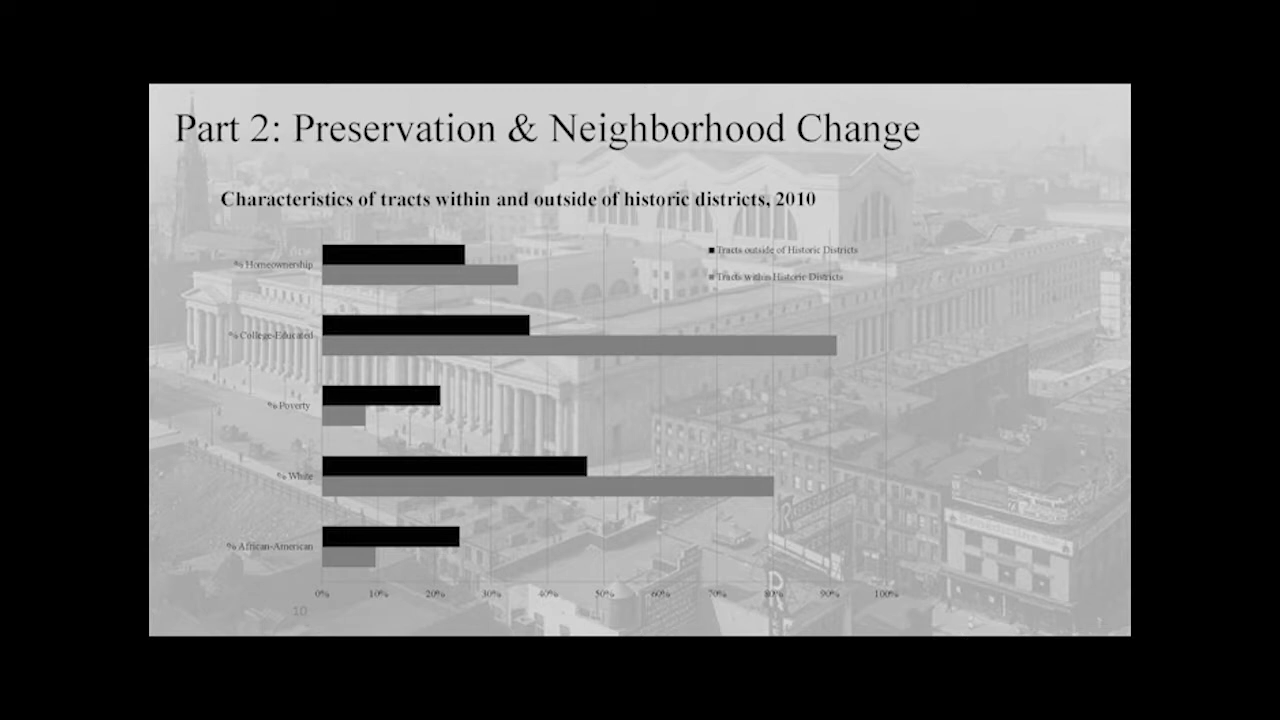 Part 2: Preservation & Neighborhood Change
Characteristics of tracts within and outside of historic districts, 2010
Tracts outside of Historic Districts
Tracts within Historic Districts
% Homeownership
% College-Educated
% Poverty
% White
% African-American
0% 10% 20% 30% 40% 50% 60% 70% 80% 90% 100%
10